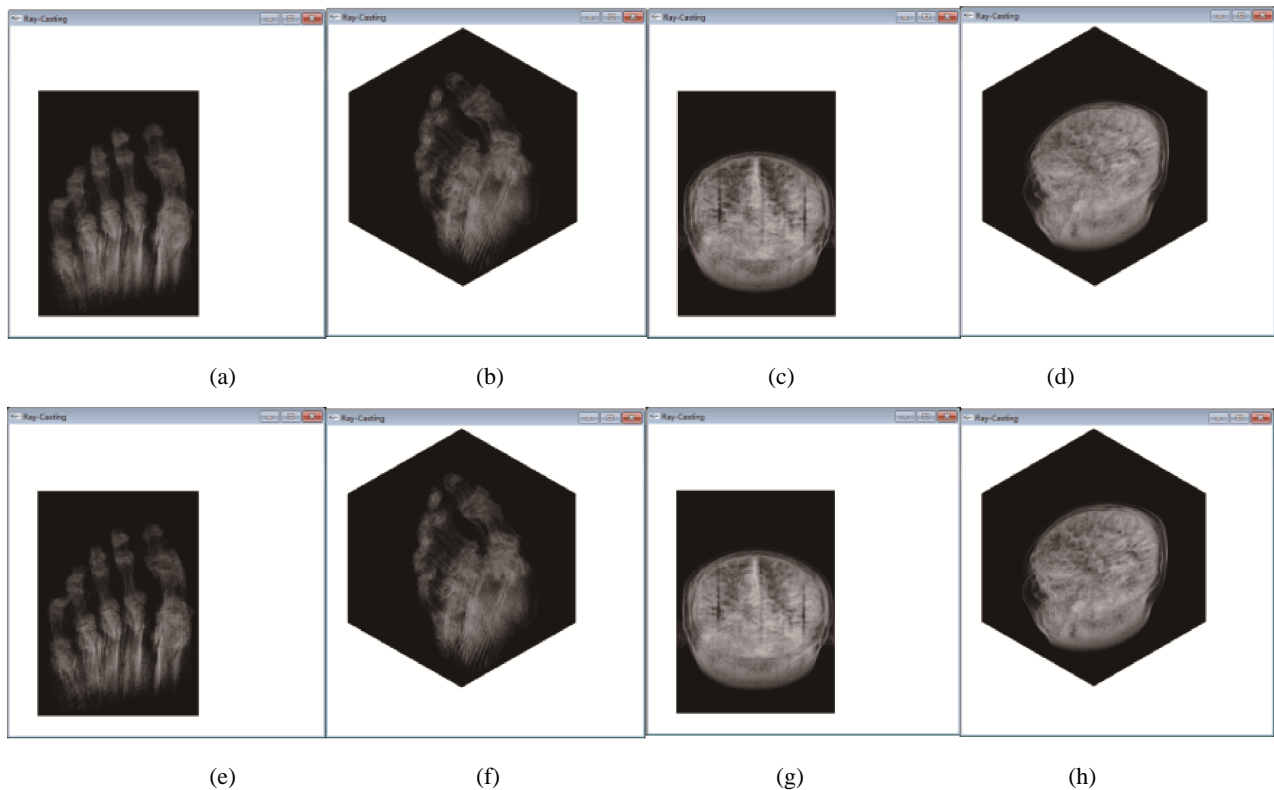 Ray-Casting
Ray-Casting
Ray-Casting
Ray-Casting
(a)
(b)
(c)
(d)
Ray-Casting
Ray-Casting
Ray-Casting
Ray-Casting
(e)
(f)
(g)
(h)